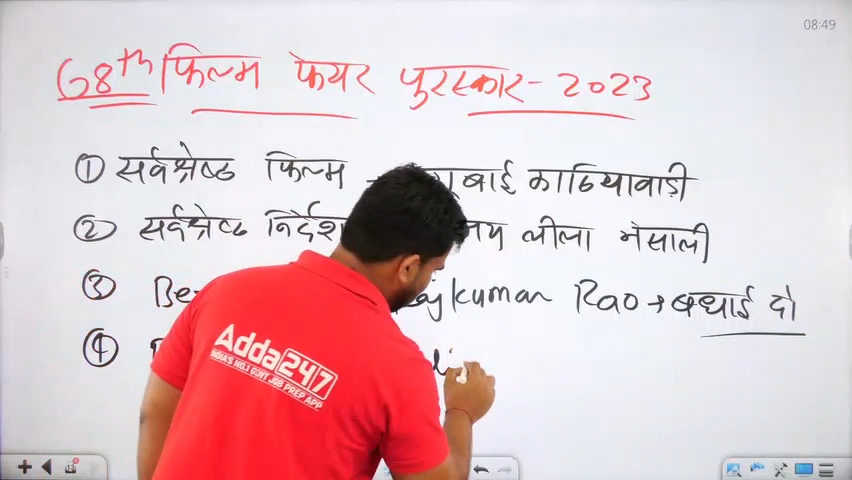 08:49
68th फिल्म फेयर पुरस्कार - 2023
① सर्वश्रेष्ठ फिल्म - बाई काठियावाड़ी
② सर्वश्रेष्ठ निर्देश लीला भंसाली
③ Be kumar Rao → बधाई दो
④
Adda247
INDIA'S NO.1 GOVT JOB PREP APP